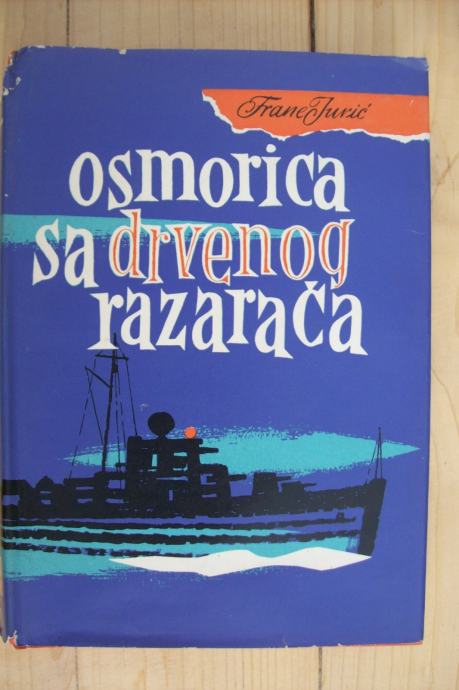 Frane Jurić
osmorica
sa drvenog
razarača